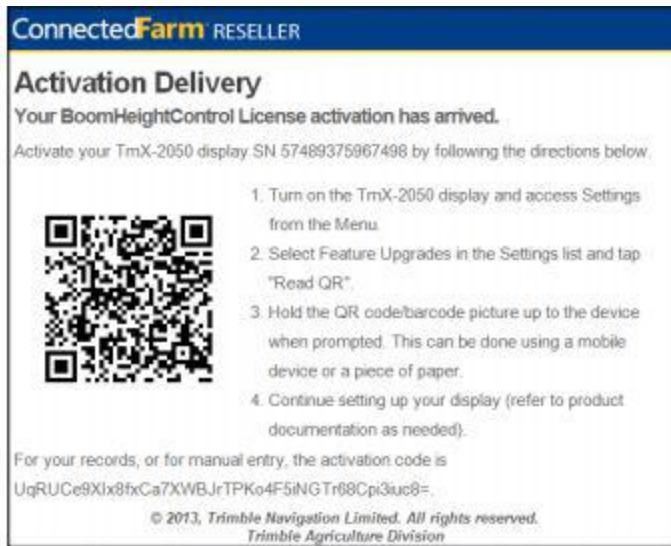 ConnectedFarm RESELLER
Activation Delivery
Your BoomHeightControl License activation has arrived.
Activate your TmX-2050 display SN 57489375967498 by following the directions below.
1. Turn on the TmX-2050 display and access Settings
from the Menu.
2. Select Feature Upgrades in the Settings list and tap
"Read QR".
3. Hold the QR code/barcode picture up to the device
when prompted. This can be done using a mobile
device or a piece of paper.
4. Continue setting up your display (refer to product
documentation as needed).
For your records, or for manual entry, the activation code is
UqRUCe9XIx8fxCa7XWBJrTPKo4F5iNGTr68Cpi3iuc8=.
© 2013, Trimble Navigation Limited. All rights reserved.
Trimble Agriculture Division